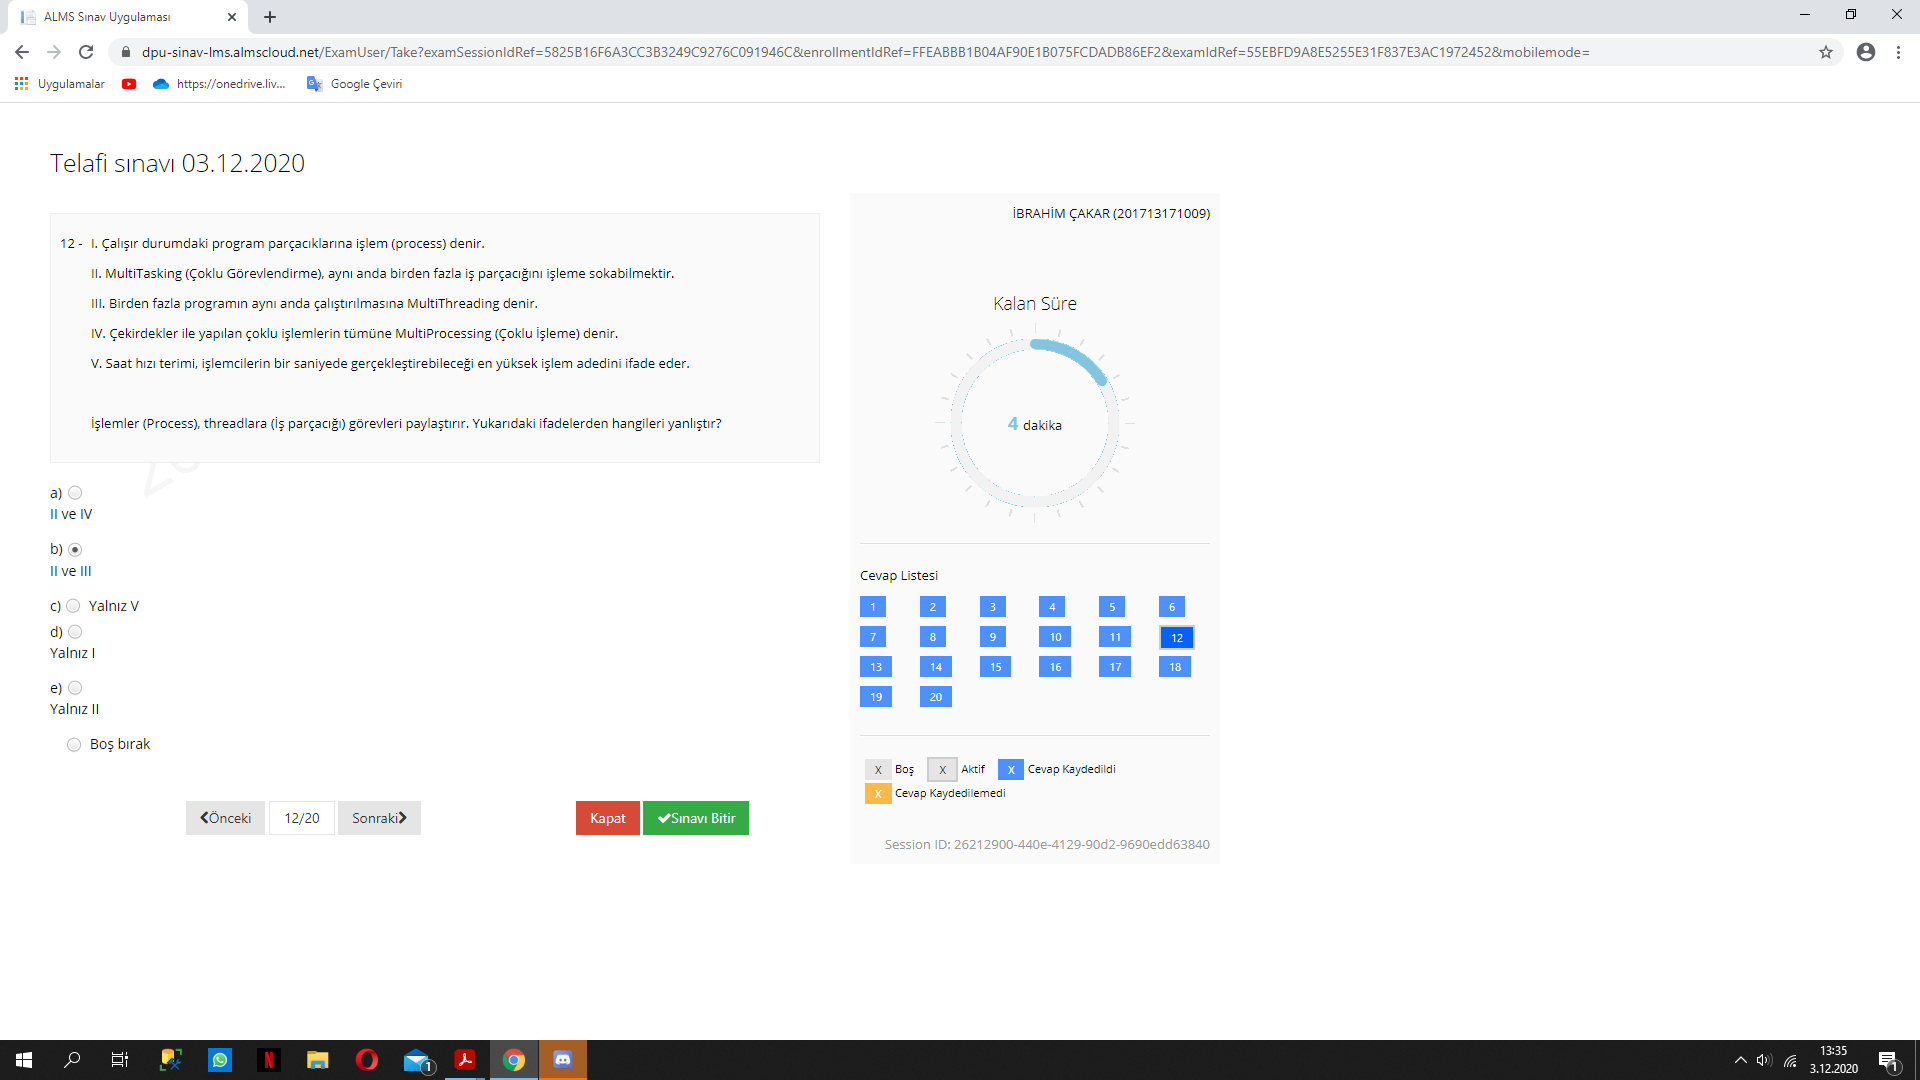 ALMS Sınav Uygulaması
dpu-sinav-lms.almscloud.net/ExamUser/Take?examSessionIdRef=5825B16F6A3CC3B3249C9276C091946C&enrollmentIdRef=FFEABBB1B04AF90E1B075FCDADB86EF2&examIdRef=55EBFD9A8E5255E31F837E3AC1972452&mobilemode=
Uygulamalar
https://onedrive.liv...
Google Çeviri
Telafi sınavı 03.12.2020
12 - I. Çalışır durumdaki program parçacıklarına işlem (process) denir.
II. MultiTasking (Çoklu Görevlendirme), aynı anda birden fazla iş parçacığını işleme sokabilmektir.
III. Birden fazla programın aynı anda çalıştırılmasına MultiThreading denir.
IV. Çekirdekler ile yapılan çoklu işlemlerin tümüne MultiProcessing (Çoklu İşleme) denir.
V. Saat hızı terimi, işlemcilerin bir saniyede gerçekleştirebileceği en yüksek işlem adedini ifade eder.
İşlemler (Process), threadlara (İş parçacığı) görevleri paylaştırır. Yukarıdaki ifadelerden hangileri yanlıştır?
a)
II ve IV
b)
II ve III
c) Yalnız V
d)
Yalnız I
e)
Yalnız II
Boş bırak
Önceki 12/20 Sonraki
Kapat Sınavı Bitir
İBRAHİM ÇAKAR (201713171009)
Kalan Süre
4 dakika
Cevap Listesi
1 2 3 4 5 6
7 8 9 10 11 12
13 14 15 16 17 18
19 20
X Boş X Aktif X Cevap Kaydedildi
X Cevap Kaydedilemedi
Session ID: 26212900-440e-4129-90d2-9690edd63840
1
13:35
3.12.2020
1